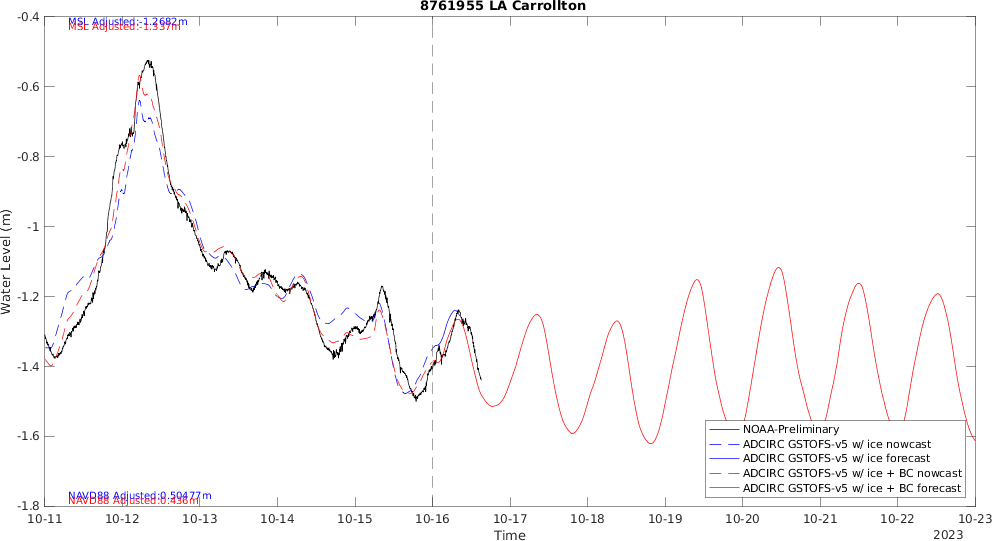 8761955 LA Carrollton
MSL Adjusted:-1.2682m
MSL Adjusted:-1.337m
-0.4
-0.6
-0.8
-1
-1.2
-1.4
-1.6
-1.8
Water Level (m)
NAVD88 Adjusted:0.50477m
NAVD88 Adjusted:0.436m
NOAA-Preliminary
ADCIRC GSTOFS-v5 w/ ice nowcast
ADCIRC GSTOFS-v5 w/ ice forecast
ADCIRC GSTOFS-v5 w/ ice + BC nowcast
ADCIRC GSTOFS-v5 w/ ice + BC forecast
10-11 10-12 10-13 10-14 10-15 10-16 10-17 10-18 10-19 10-20 10-21 10-22 10-23
Time
2023